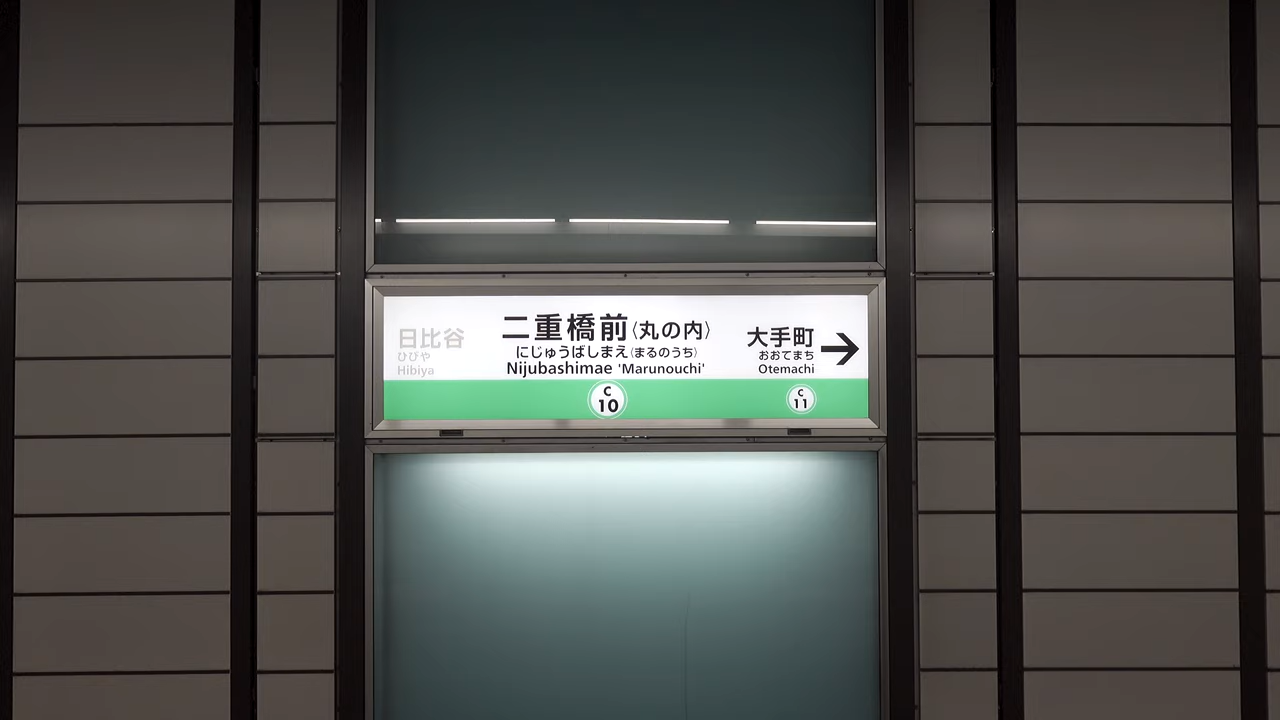 日比谷
ひびや
Hibiya
二重橋前〈丸の内〉
にじゅうばしまえ〈まるのうち〉
Nijubashimae 'Marunouchi'
C
10
大手町
おおてまち
Otemachi
C
11